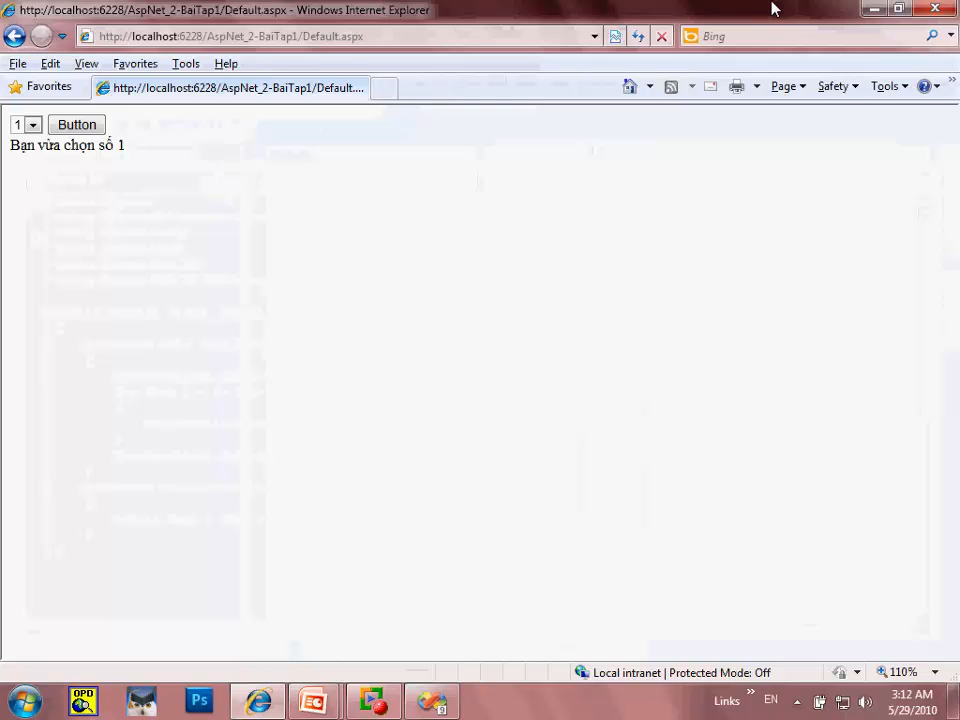 http://localhost:6228/AspNet_2-BaiTap1/Default.aspx - Windows Internet Explorer
http://localhost:6228/AspNet_2-BaiTap1/Default.aspx
Bing
File Edit View Favorites Tools Help
Favorites
http://localhost:6228/AspNet_2-BaiTap1/Default....
Page Safety Tools
1 Button
Bạn vừa chọn số 1
Local intranet | Protected Mode: Off
110%
OPD
Ps
Links
EN
3:12 AM
5/29/2010